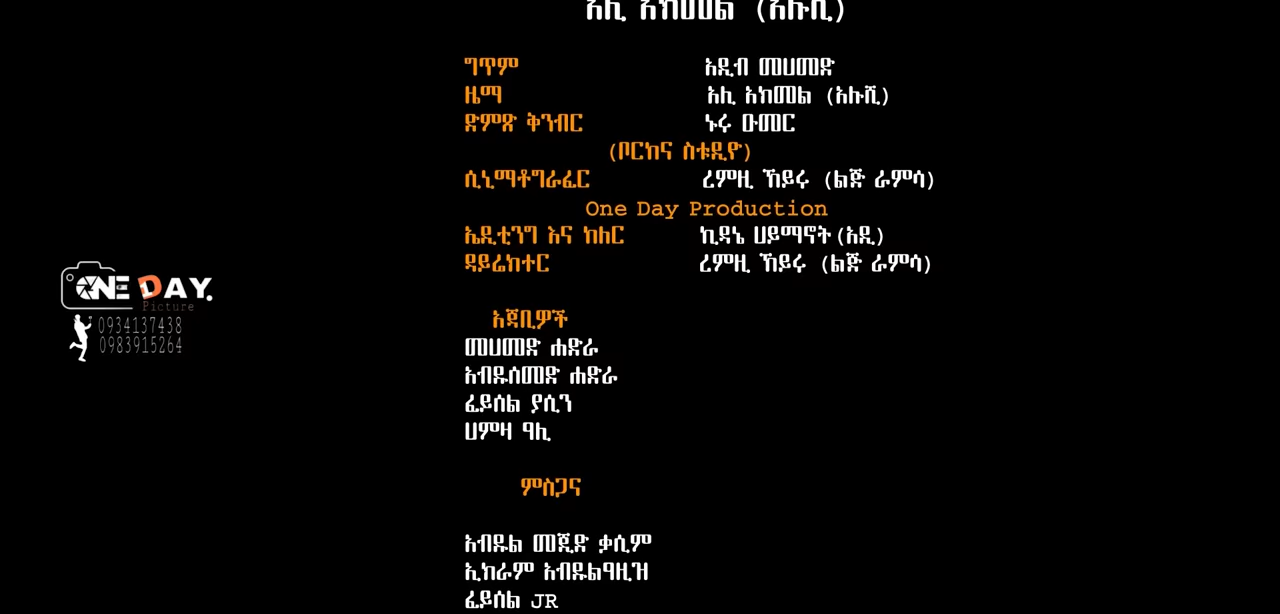 አሊ አክመል (አሉሺ)
ግጥም አዲብ መሀመድ
ዜማ አሊ አክመል (አሉሺ)
ድምጽ ቅንብር ኑሩ ዑመር
(ቦርከና ስቱዲዮ)
ሲኒማቶግራፈር ረምዚ ኸይሩ (ልጅ ራምሳ)
One Day Production
ኤዲቲንግ እና ከለር ኪዳኔ ሀይማኖት(አዲ)
ዳይሬክተር ረምዚ ኸይሩ (ልጅ ራምሳ)
ONE DAY.
Picture
0934137438
0983915264
አጃቢዎች
መሀመድ ሐድራ
አብዱሰመድ ሐድራ
ፈይሰል ያሲን
ሀምዛ ዓሊ
ምስጋና
አብዱል መጂድ ቃሲም
ኢክራም አብዱልዓዚዝ
ፈይሰል JR